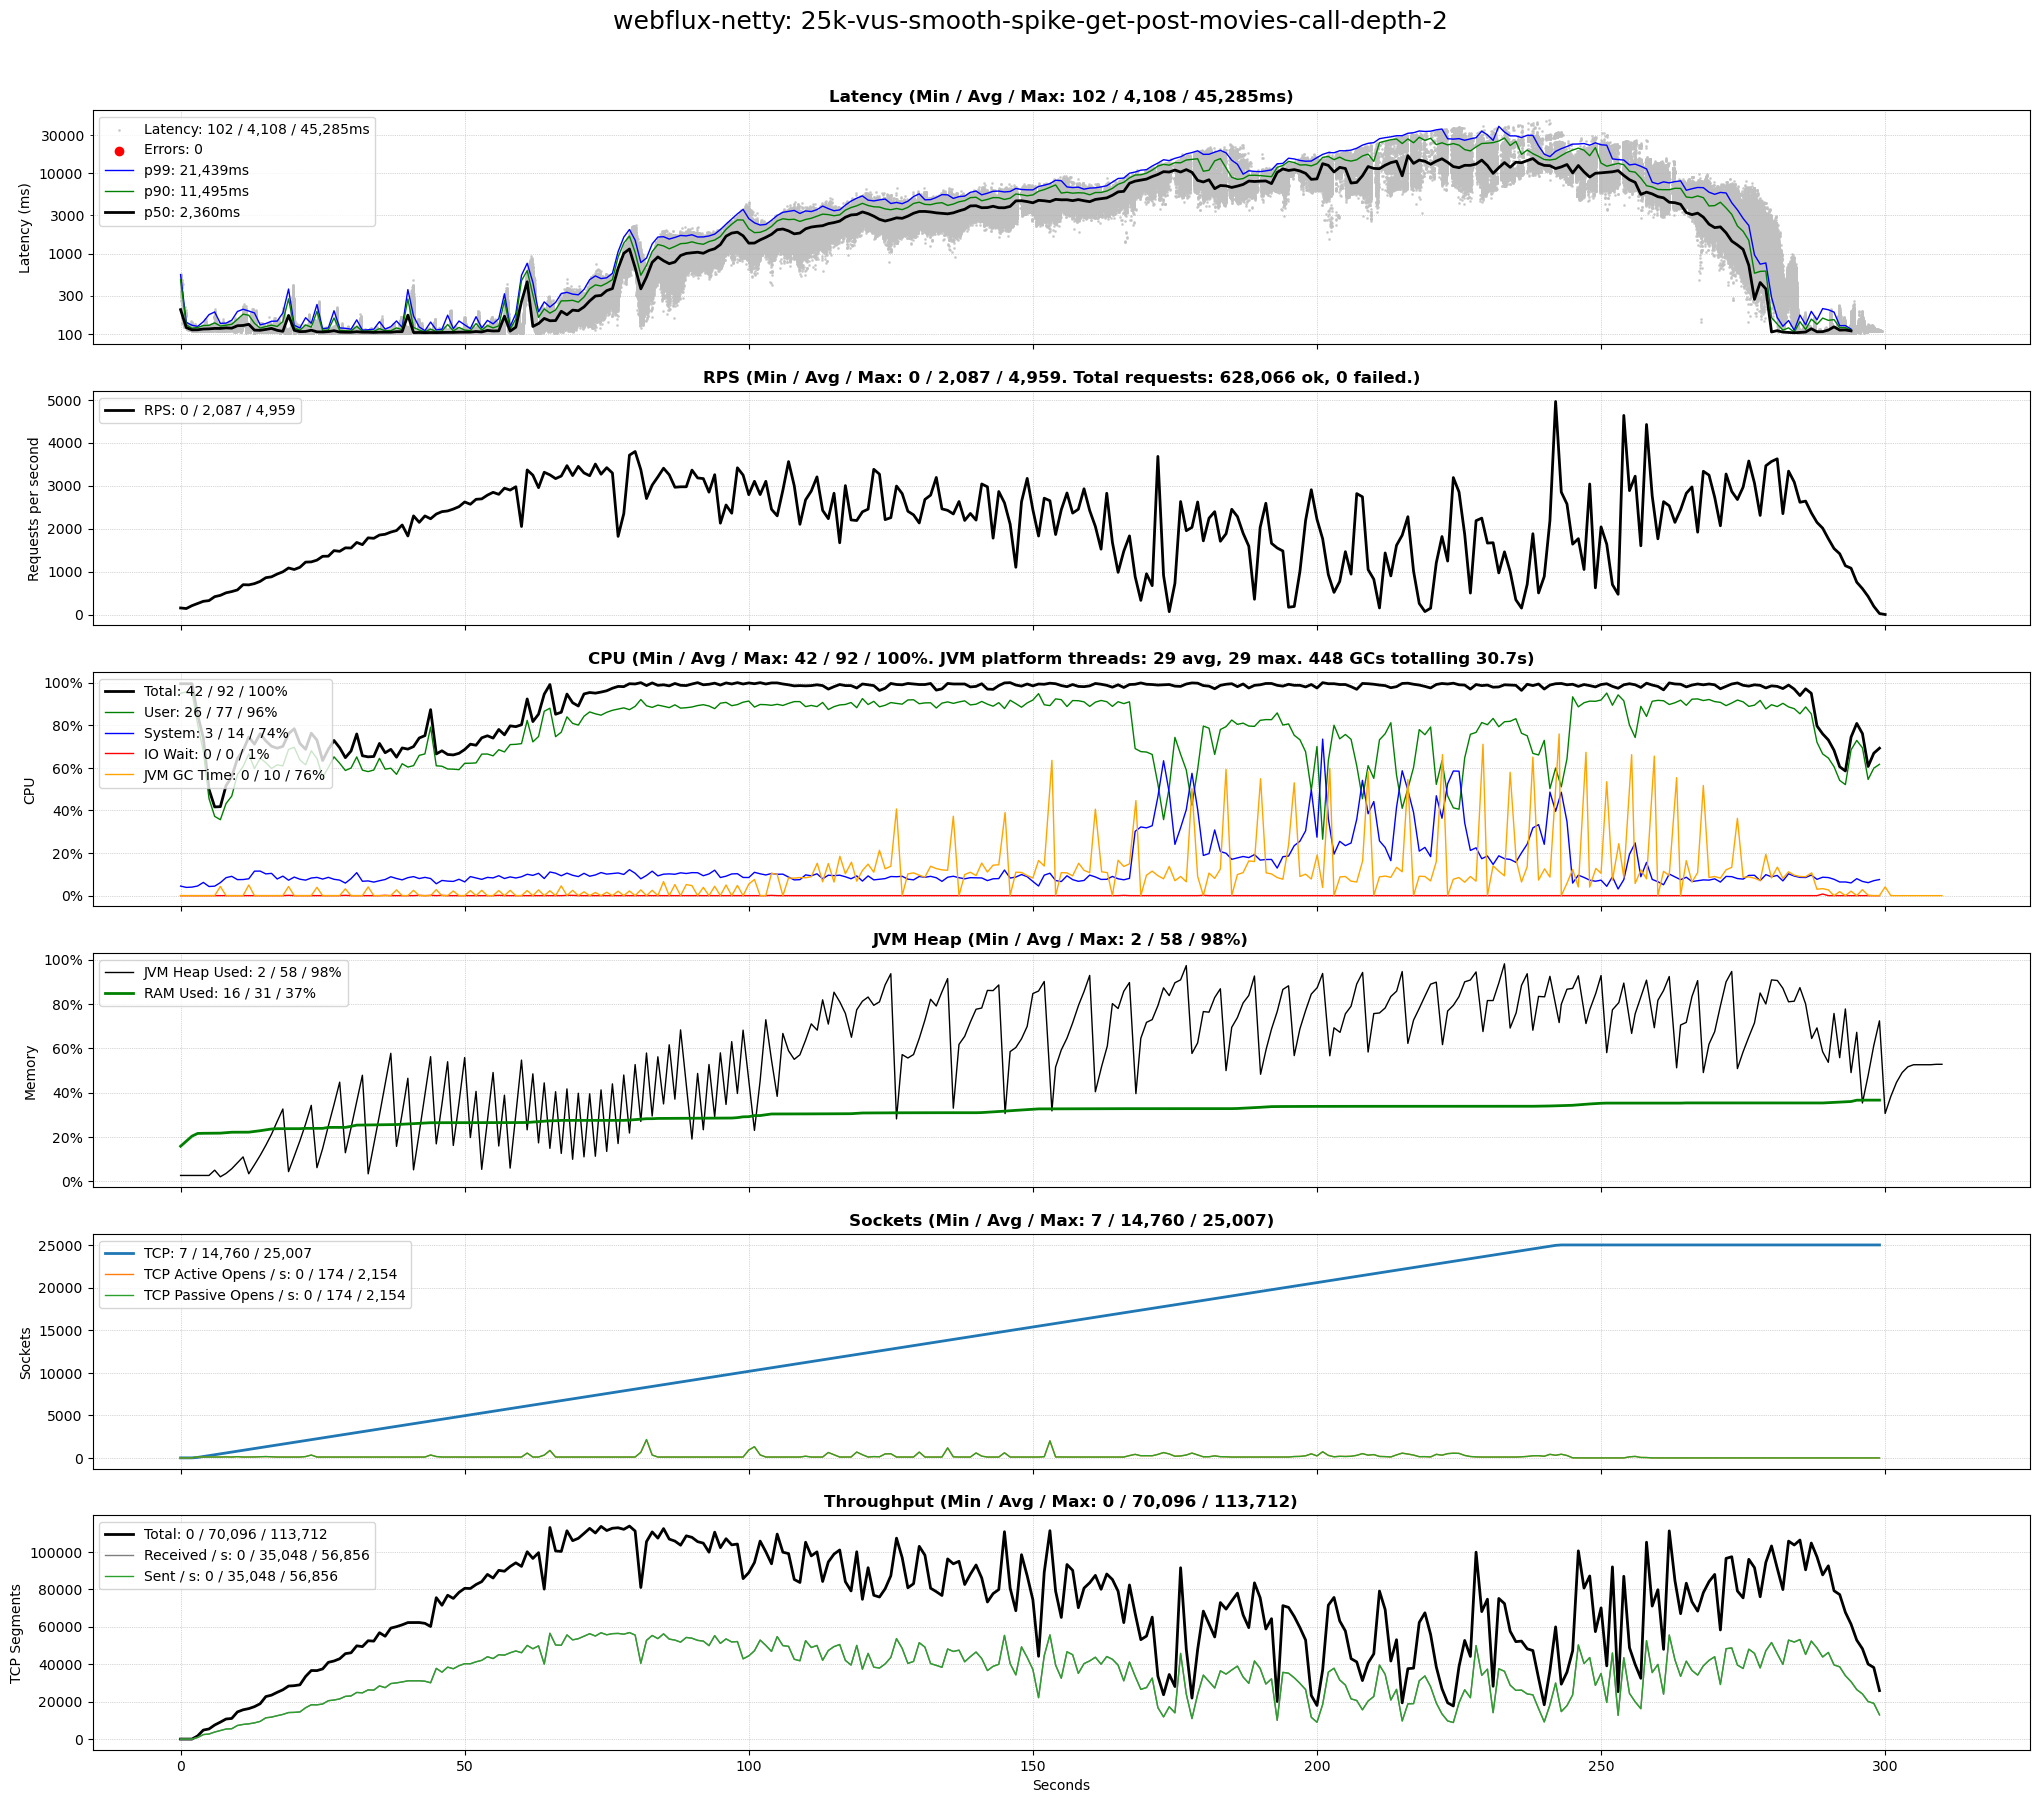 webflux-netty: 25k-vus-smooth-spike-get-post-movies-call-depth-2
Latency (Min / Avg / Max: 102 / 4,108 / 45,285ms)
Latency (ms)
30000
10000
3000
1000
300
100
Latency: 102 / 4,108 / 45,285ms
Errors: 0
p99: 21,439ms
p90: 11,495ms
p50: 2,360ms
RPS (Min / Avg / Max: 0 / 2,087 / 4,959. Total requests: 628,066 ok, 0 failed.)
Requests per second
5000
4000
3000
2000
1000
0
RPS: 0 / 2,087 / 4,959
CPU (Min / Avg / Max: 42 / 92 / 100%. JVM platform threads: 29 avg, 29 max. 448 GCs totalling 30.7s)
CPU
100%
80%
60%
40%
20%
0%
Total: 42 / 92 / 100%
User: 26 / 77 / 96%
System: 3 / 14 / 74%
IO Wait: 0 / 0 / 1%
JVM GC Time: 0 / 10 / 76%
JVM Heap (Min / Avg / Max: 2 / 58 / 98%)
Memory
100%
80%
60%
40%
20%
0%
JVM Heap Used: 2 / 58 / 98%
RAM Used: 16 / 31 / 37%
Sockets (Min / Avg / Max: 7 / 14,760 / 25,007)
Sockets
25000
20000
15000
10000
5000
0
TCP: 7 / 14,760 / 25,007
TCP Active Opens / s: 0 / 174 / 2,154
TCP Passive Opens / s: 0 / 174 / 2,154
Throughput (Min / Avg / Max: 0 / 70,096 / 113,712)
TCP Segments
100000
80000
60000
40000
20000
0
Total: 0 / 70,096 / 113,712
Received / s: 0 / 35,048 / 56,856
Sent / s: 0 / 35,048 / 56,856
0 50 100 150 200 250 300
Seconds